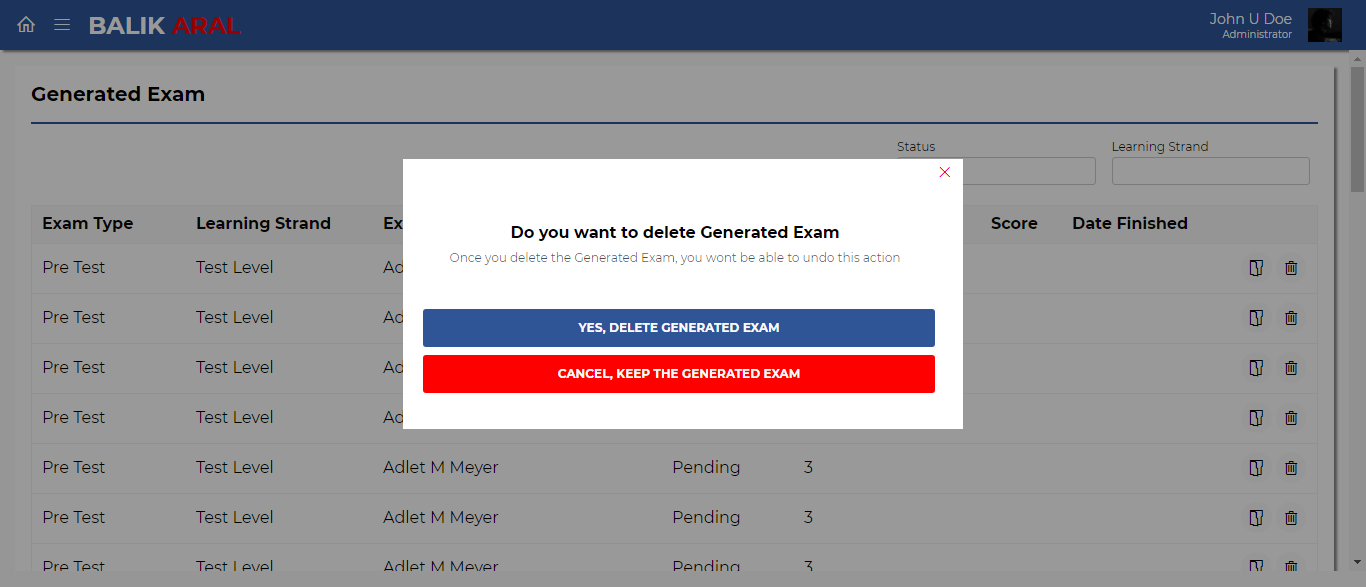 BALIK ARAL
John U Doe
Administrator
Generated Exam
Status
Learning Strand
Do you want to delete Generated Exam
Once you delete the Generated Exam, you wont be able to undo this action
YES, DELETE GENERATED EXAM
CANCEL, KEEP THE GENERATED EXAM
Exam Type Learning Strand Ex Score Date Finished
Pre Test Test Level Ad
Pre Test Test Level Ad
Pre Test Test Level Ad
Pre Test Test Level Ad
Pre Test Test Level Adlet M Meyer Pending 3
Pre Test Test Level Adlet M Meyer Pending 3
Pre Test Test Level Adlet M Meyer Pending 3